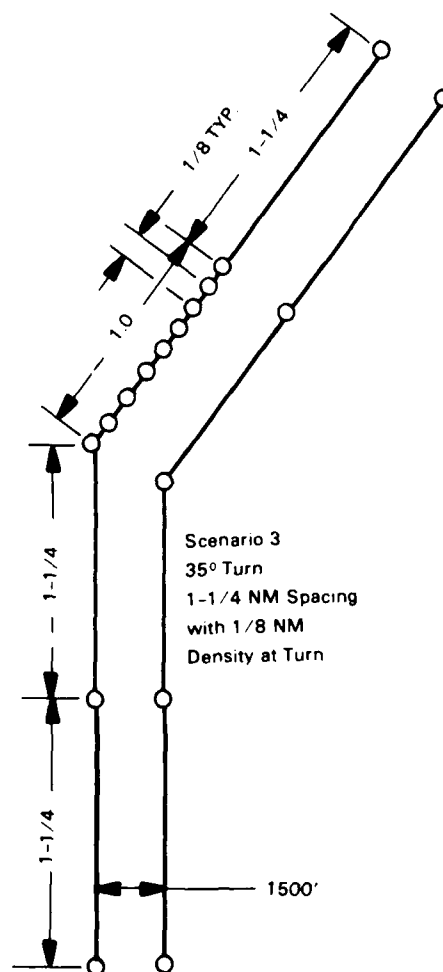 1-1/4
1/8 TYP.
1.0
1-1/4
Scenario 3
35° Turn
1-1/4 NM Spacing
with 1/8 NM
Density at Turn
1-1/4
1500'